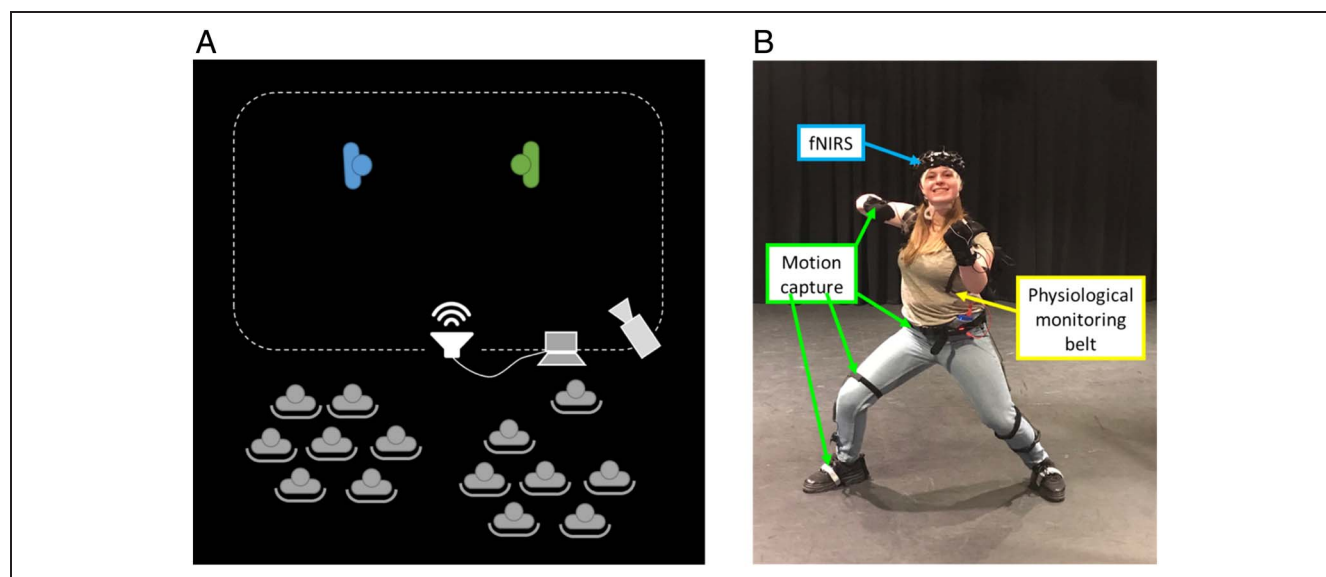 A
B
fNIRS
Motion
capture
Physiological
monitoring
belt